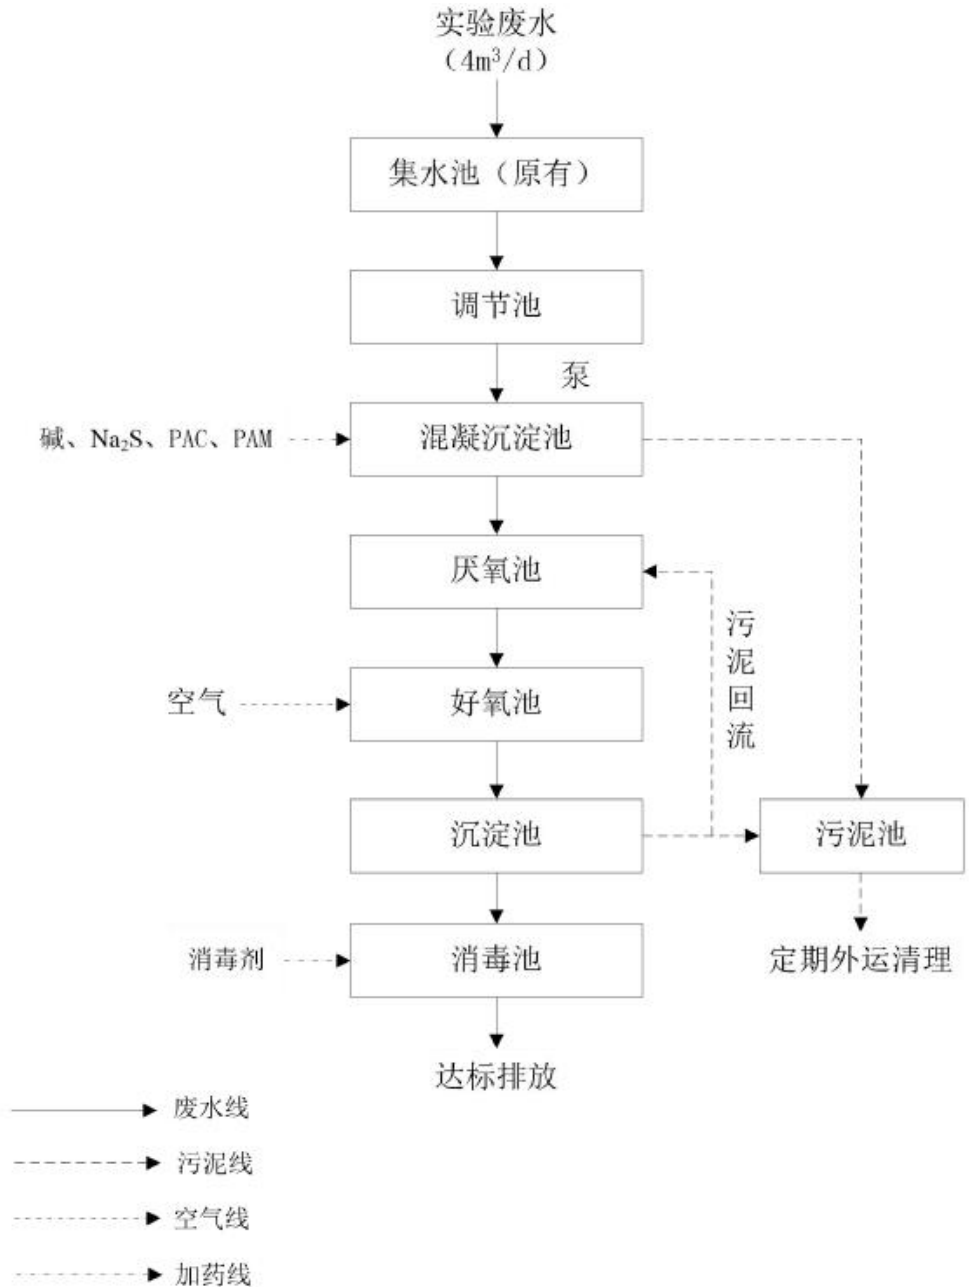 实验废水
（4m³/d）
集水池（原有）
调节池
泵
碱、Na₂S、PAC、PAM
混凝沉淀池
厌氧池
污
泥
回
流
空气
好氧池
沉淀池
污泥池
消毒剂
消毒池
定期外运清理
达标排放
废水线
污泥线
空气线
加药线